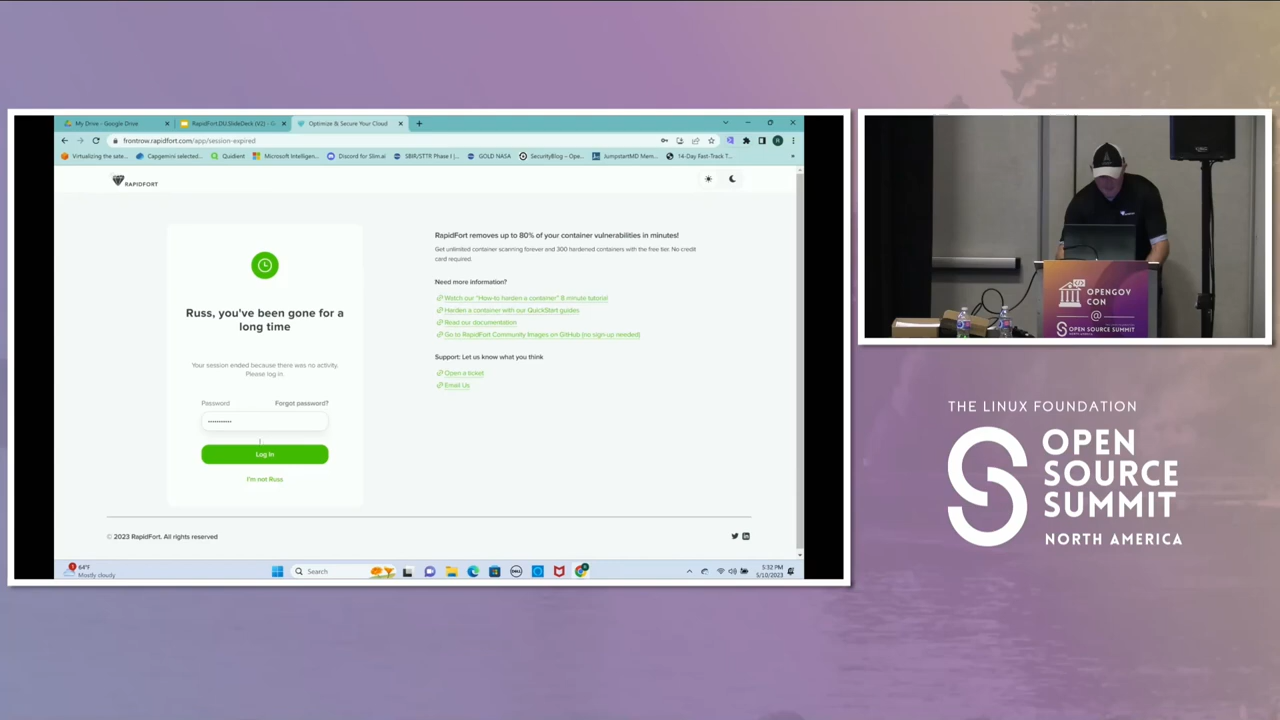 My Drive - Google Drive
RapidFort.DU.SlideDeck (V2) - G
Optimize & Secure Your Cloud
frontrow.rapidfort.com/app/session-expired
Virtualizing the sate...
Capgemini selected...
Quidient
Microsoft Intelligen...
Discord for Slim.ai
SBIR/STTR Phase I |...
GOLD NASA
SecurityBlog – Ope...
JumpstartMD Mem...
14-Day Fast-Track T...
RAPIDFORT
Russ, you've been gone for a
long time
Your session ended because there was no activity.
Please log in.
Password
Forgot password?
Log In
I'm not Russ
RapidFort removes up to 80% of your container vulnerabilities in minutes!
Get unlimited container scanning forever and 300 hardened containers with the free tier. No credit
card required.
Need more information?
Watch our "How-to harden a container" 8 minute tutorial
Harden a container with our QuickStart guides
Read our documentation
Go to RapidFort Community Images on GitHub (no sign-up needed)
Support: Let us know what you think
Open a ticket
Email Us
© 2023 RapidFort. All rights reserved
64°F
Mostly cloudy
Search
5:32 PM
5/10/2023
OPENGOV
CON
@
OPEN SOURCE SUMMIT
NORTH AMERICA
THE LINUX FOUNDATION
OPEN
SOURCE
SUMMIT
NORTH AMERICA